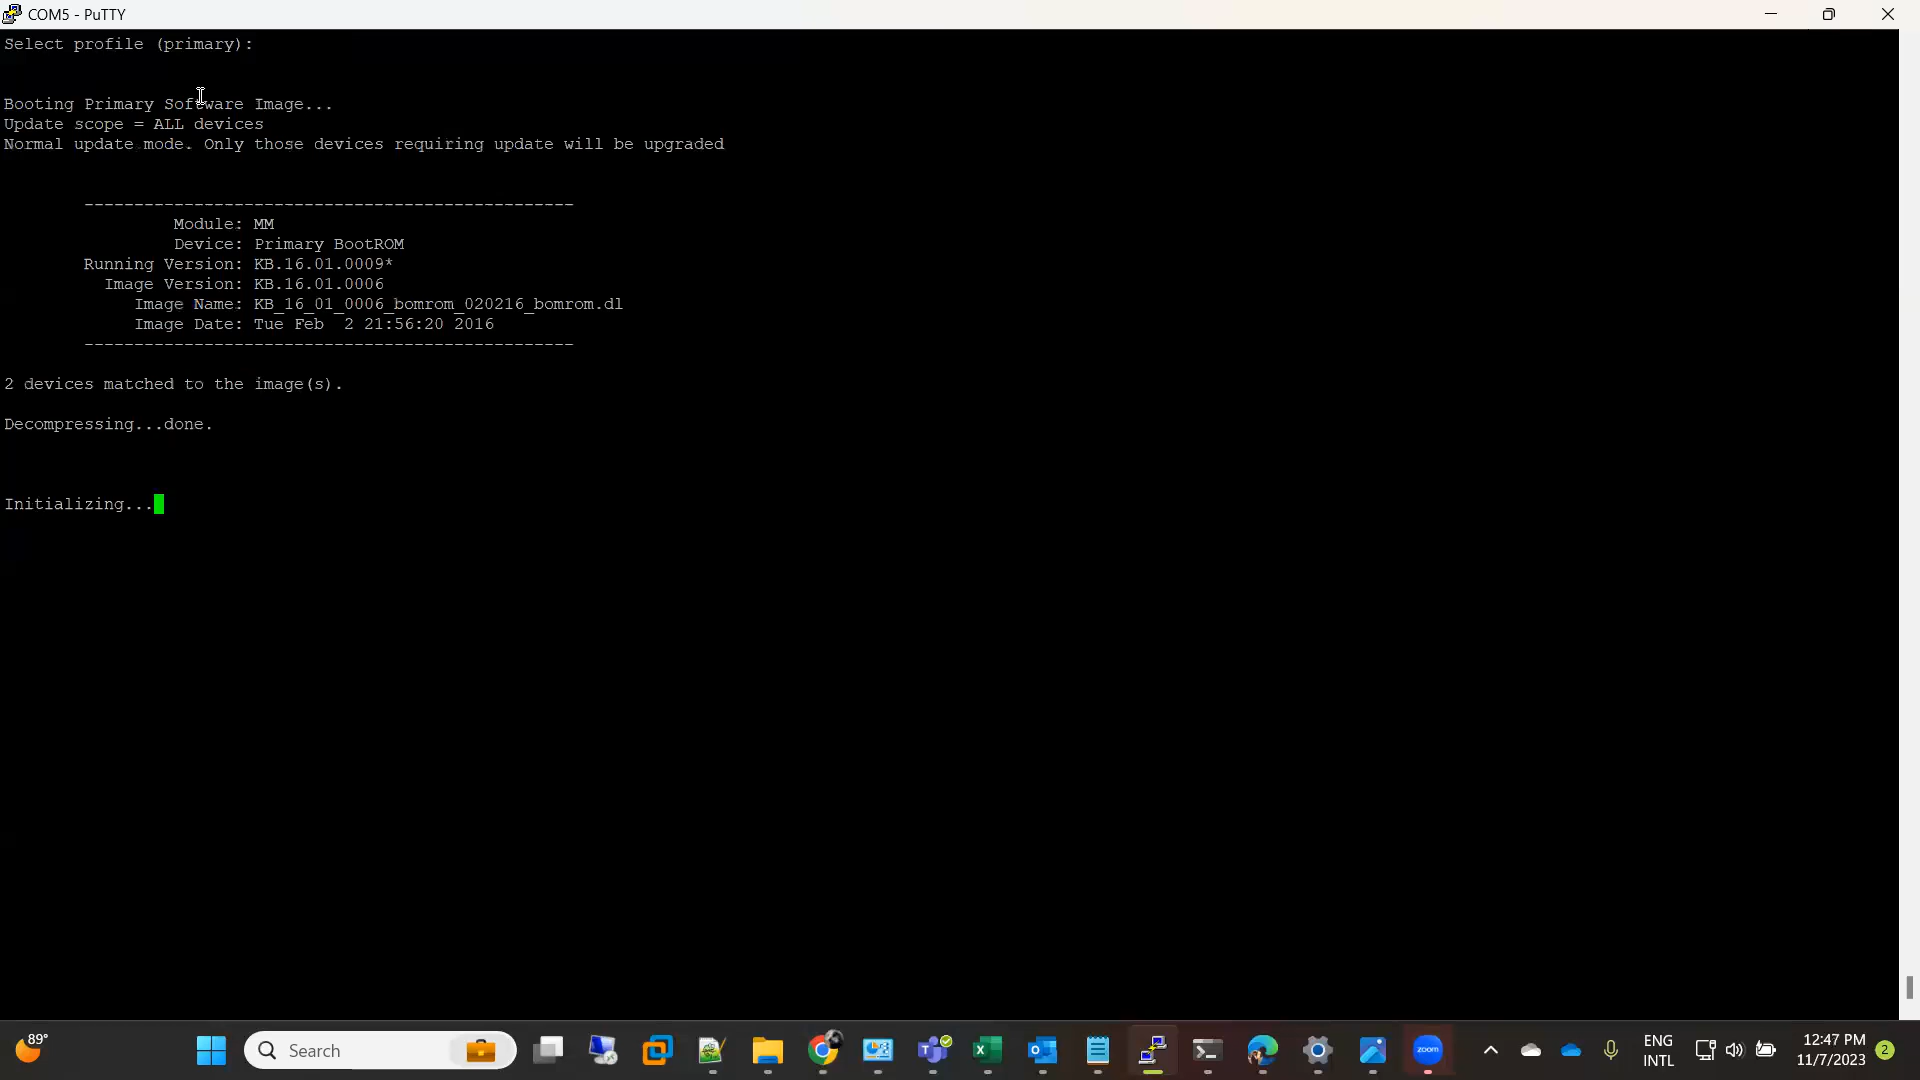 COM5 - PuTTY
Select profile (primary):
Booting Primary Software Image...
Update scope = ALL devices
Normal update mode. Only those devices requiring update will be upgraded
-------------------------------------------------
Module: MM
Device: Primary BootROM
Running Version: KB.16.01.0009*
Image Version: KB.16.01.0006
Image Name: KB_16_01_0006_bomrom_020216_bomrom.dl
Image Date: Tue Feb  2 21:56:20 2016
-------------------------------------------------
2 devices matched to the image(s).
Decompressing...done.
Initializing...
89°
Search
zoom
ENG
INTL
12:47 PM
11/7/2023
2